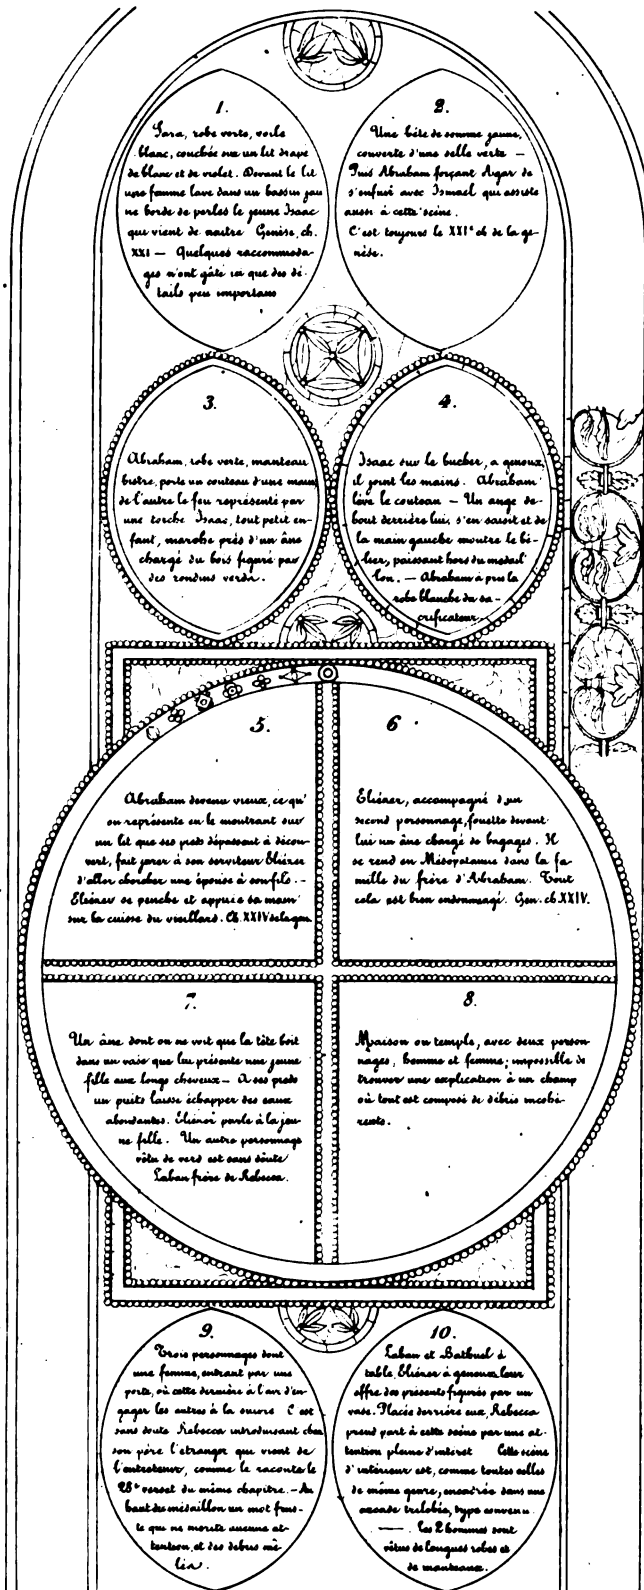 1.
Sara, robe verte, voile
blanc, couchée sur un lit drapé
de blanc et de violet. Devant le lit
une femme lave dans un bassin jau
ne bordé de perles le jeune Isaac
que vient de naitre Genèse, ch.
XXI — Quelques raccommoda-
ges n'ont gâté ici que des dé-
tails peu importans
2.
Une bête de somme jaune,
couverte d'une selle verte —
Puis Abraham forçant Agar de
s'enfuir avec Ismael qui assiste
aussi à cette scène.
C'est toujours le XXIe ch de la ge-
nèse.
3.
Abraham, robe verte, manteau
bistre, porte un couteau d'une main
de l'autre le feu représenté par
une torche Isaac, tout petit en-
fant, marche près d'un âne
chargé du bois figuré par
des rondins verds.
4.
Isaac sur le bucher, a genoux,
il joint les mains. Abraham
lève le couteau — Un ange de-
bout derrière lui s'en saisit et de
la main gauche montre le bé-
lier, paissant hors du medail
lon. — Abraham a pris la
robe blanche du sa-
crificateur.
5.
Abraham devenu vieux, ce qu'
on représente en le montrant sur
un lit que ses pieds dépassent à décou-
vert, fait jurer à son serviteur Eliézer
d'aller chercher une épouse à son fils. -
Eliézer se penche et appuie sa main
sur la cuisse du vieillard. Ch. XXIV de la gen.
6
Eliézer, accompagné d'un
second personnage, fouette devant
lui un âne chargé de bagages. Il
se rend en Mésopotamie dans la fa-
mille du frère d'Abraham. Tout
cela est bien endommagé. Gen. ch XXIV.
7.
Un âne dont on ne voit que la tête boit
dans un vase que lui présente une jeune
fille aux longs cheveux — A ses pieds
un puits laisse échapper des eaux
abondantes. Eliézer parle à la jeu-
ne fille. Un autre personnage
vêtu de verd est sans doute
Laban frère de Rebecca.
8.
Maison ou temple, avec deux person
nages, homme et femme; impossible de
trouver une explication à un champ
où tout est composé de débris incohé-
rents.
9.
Trois personnages dont
une femme, entrant par une
porte, où cette dernière à l'air d'en-
gager les autres à la suivre C'est
sans doute Rebecca introduisant chez
son père l'étranger qui vient de
l'entretenir, comme le raconte le
28e verset du même chapitre. — Au
haut du médaillon un mot frus-
te que ne merite aucune at-
tention, et des debris mê-
lés.
10.
Laban et Bathuel à
table, Eliézer à genoux leur
offre des présents figurés par un
vase. Placée derrière eux, Rebecca
prend part à cette scène par une at-
tention pleine d'interet Cette scène
d'intérieur est, comme toutes celles
de même genre, encadrée dans une
arcade trilobée, type convenu
— Les 2 hommes sont
vêtus de longues robes et
de manteaux.